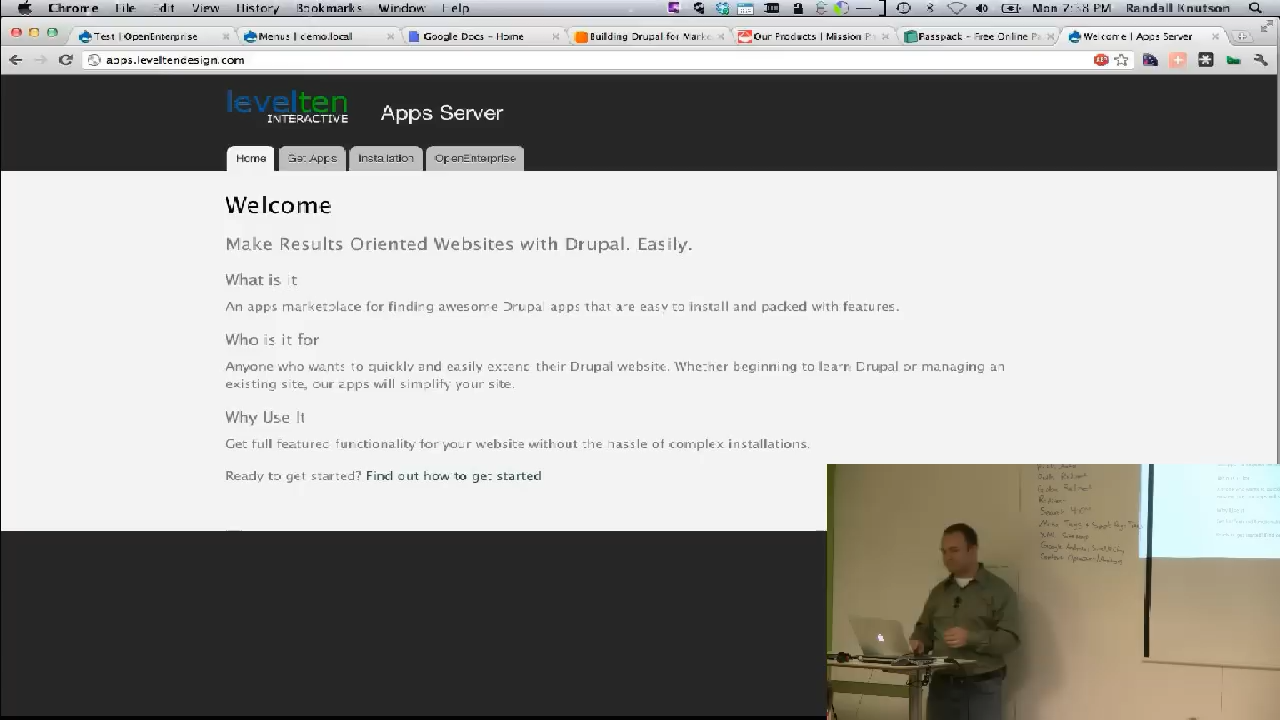 Chrome File Edit View History Bookmarks Window Help Mon 7:58 PM Randall Knutson
Test | OpenEnterprise Menus | demo.local Google Docs - Home Building Drupal for Marke Our Products | Mission P Passpack - Free Online Pa Welcome | Apps Server
apps.leveltendesign.com
levelten
INTERACTIVE
Apps Server
Home Get Apps Installation OpenEnterprise
Welcome
Make Results Oriented Websites with Drupal. Easily.
What is it
An apps marketplace for finding awesome Drupal apps that are easy to install and packed with features.
Who is it for
Anyone who wants to quickly and easily extend their Drupal website. Whether beginning to learn Drupal or managing an
existing site, our apps will simplify your site.
Why Use It
Get full featured functionality for your website without the hassle of complex installations.
Ready to get started? Find out how to get started